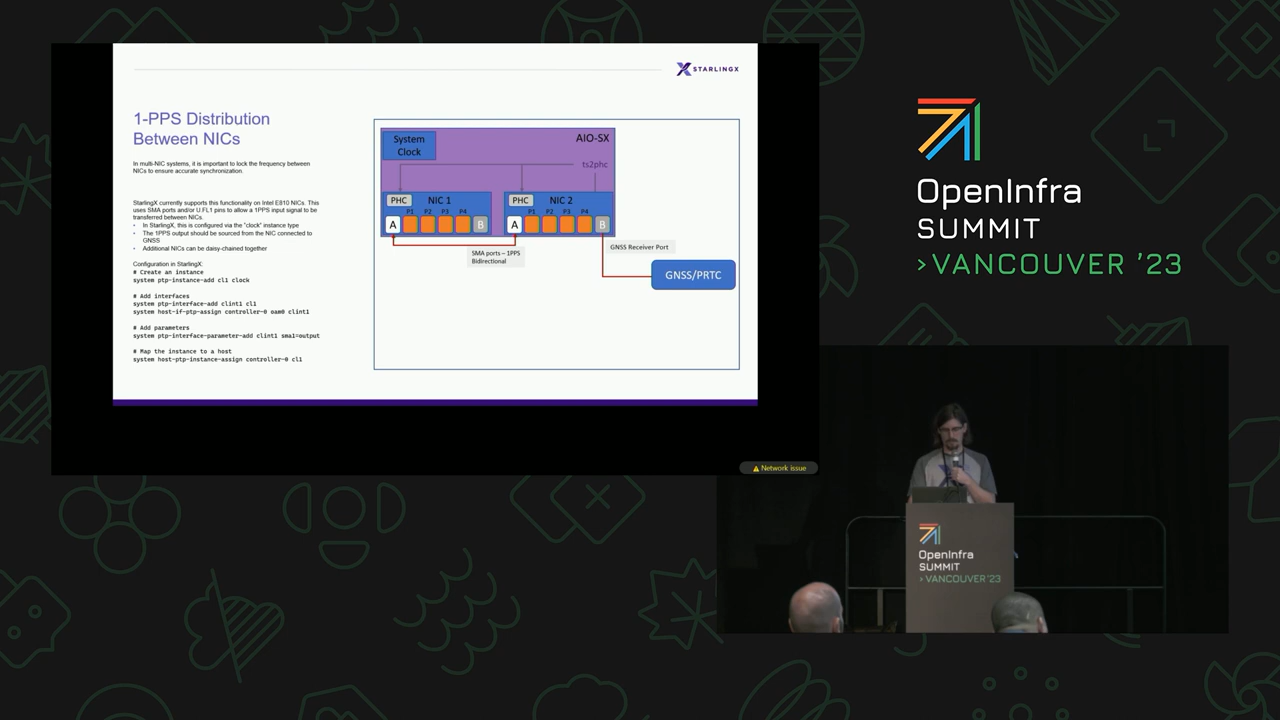 STARLINGX
1-PPS Distribution
Between NICs
In multi-NIC systems, it is important to lock the frequency between
NICs to ensure accurate synchronization.
StarlingX currently supports this functionality on Intel E810 NICs. This
uses SMA ports and/or U.FL1 pins to allow a 1PPS input signal to be
transferred between NICs.
• In StarlingX, this is configured via the "clock" instance type
• The 1PPS output should be sourced from the NIC connected to
GNSS
• Additional NICs can be daisy-chained together
Configuration in StarlingX:
# Create an instance
system ptp-instance-add cl1 clock
# Add interfaces
system ptp-interface-add clint1 cl1
system host-if-ptp-assign controller-0 oam0 clint1
# Add parameters
system ptp-interface-parameter-add clint1 sma1=output
# Map the instance to a host
system host-ptp-instance-assign controller-0 cl1
System
Clock
AIO-SX
ts2phc
PHC NIC 1
P1 P2 P3 P4
A B
PHC NIC 2
P1 P2 P3 P4
A B
SMA ports – 1PPS
Bidirectional
GNSS Receiver Port
GNSS/PRTC
Network issue
OpenInfra
SUMMIT
>VANCOUVER '23
OpenInfra
SUMMIT
>VANCOUVER '23